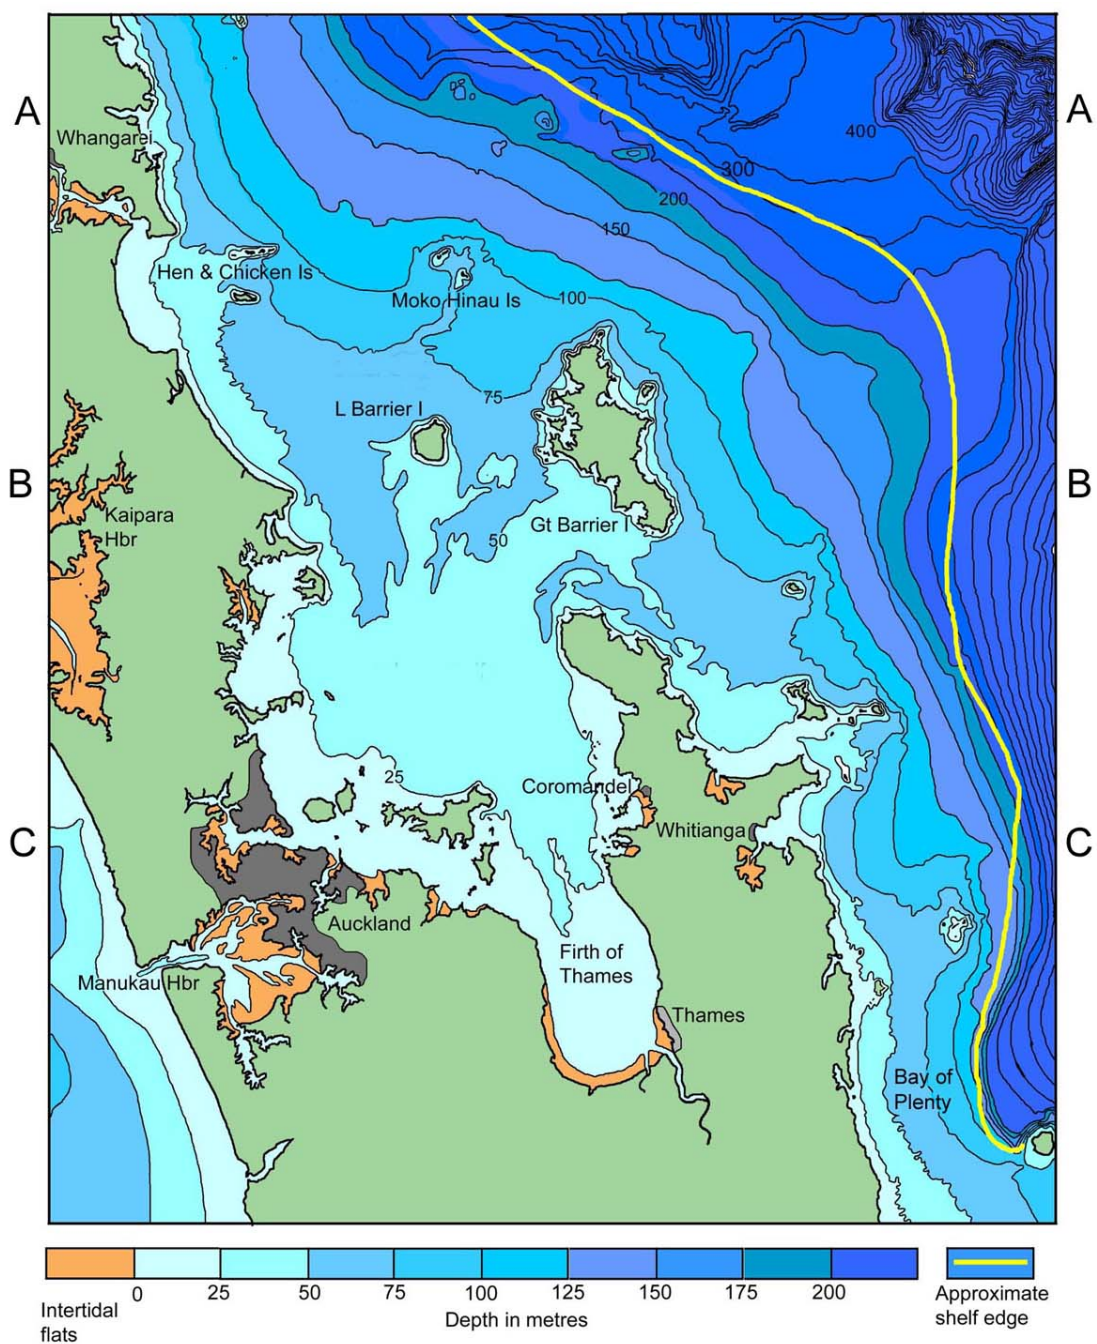 A
A
Whangarei
400
300
200
150
Hen & Chicken Is
Moko Hinau Is
100
75
L Barrier I
B
B
Kaipara
Hbr
Gt Barrier I
50
25
Coromandel
Whitianga
C
C
Auckland
Firth of
Thames
Manukau Hbr
Thames
Bay of
Plenty
Intertidal
flats
0 25 50 75 100 125 150 175 200
Depth in metres
Approximate
shelf edge